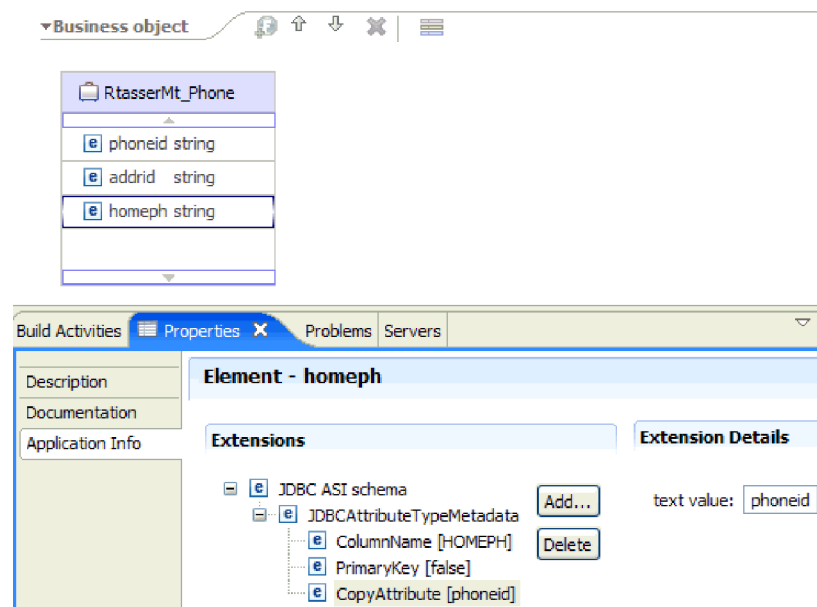 Business object
RtasserMt_Phone
phoneid string
addrid string
homeph string
Build Activities Properties Problems Servers
Description
Documentation
Application Info
Element - homeph
Extensions
JDBC ASI schema
JDBCAttributeTypeMetadata
ColumnName [HOMEPH]
PrimaryKey [false]
CopyAttribute [phoneid]
Add...
Delete
Extension Details
text value: phoneid